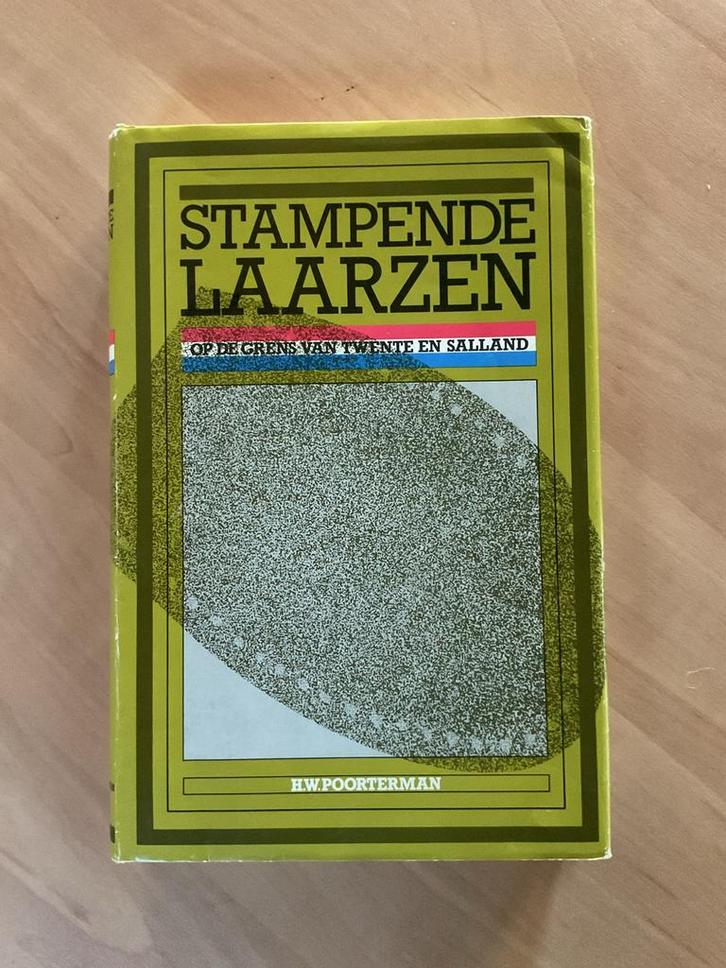 STAMPENDE
LAARZEN
OP DE GRENS VAN TWENTE EN SALLAND
H.W. POORTERMAN